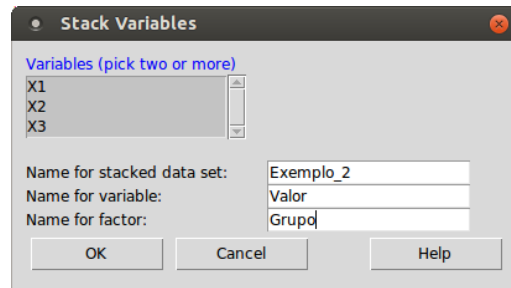 Stack Variables
Variables (pick two or more)
X1
X2
X3
Name for stacked data set: Exemplo_2
Name for variable: Valor
Name for factor: Grupo
OK Cancel Help